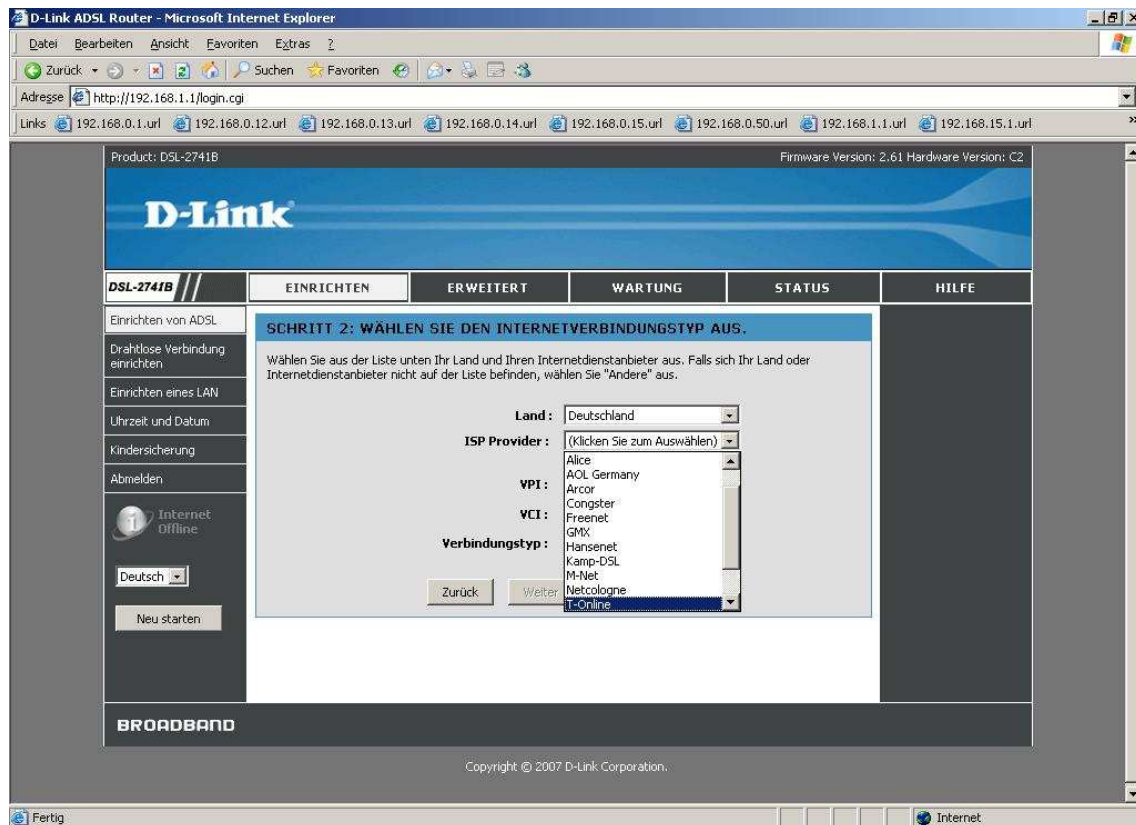 D-Link ADSL Router - Microsoft Internet Explorer
Datei Bearbeiten Ansicht Favoriten Extras ?
Zurück Suchen Favoriten
Adresse http://192.168.1.1/login.cgi
Links 192.168.0.1.url 192.168.0.12.url 192.168.0.13.url 192.168.0.14.url 192.168.0.15.url 192.168.0.50.url 192.168.1.1.url 192.168.15.1.url »
Product: DSL-2741B Firmware Version: 2.61 Hardware Version: C2
D-Link
DSL-2741B EINRICHTEN ERWEITERT WARTUNG STATUS HILFE
Einrichten von ADSL
Drahtlose Verbindung
einrichten
Einrichten eines LAN
Uhrzeit und Datum
Kindersicherung
Abmelden
Internet
Offline
Deutsch
Neu starten
SCHRITT 2: WÄHLEN SIE DEN INTERNETVERBINDUNGSTYP AUS.
Wählen Sie aus der Liste unten Ihr Land und Ihren Internetdienstanbieter aus. Falls sich Ihr Land oder
Internetdienstanbieter nicht auf der Liste befinden, wählen Sie "Andere" aus.
Land : Deutschland
ISP Provider : (Klicken Sie zum Auswählen)
Alice
AOL Germany
Arcor
Congster
Freenet
GMX
Hansenet
Kamp-DSL
M-Net
Netcologne
T-Online
VPI :
VCI :
Verbindungstyp :
Zurück Weiter
BROADBAND
Copyright © 2007 D-Link Corporation.
Fertig Internet